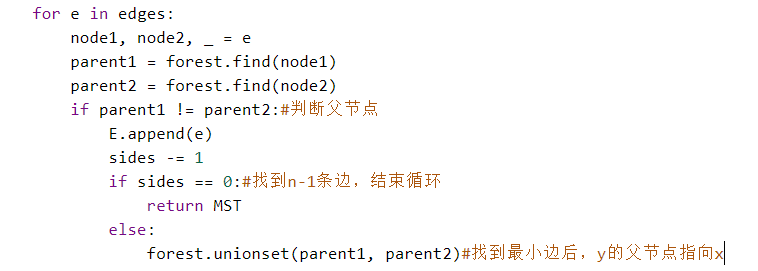 for e in edges:
    node1, node2, _ = e
    parent1 = forest.find(node1)
    parent2 = forest.find(node2)
    if parent1 != parent2:#判断父节点
        E.append(e)
        sides -= 1
        if sides == 0:#找到n-1条边，结束循环
            return MST
        else:
            forest.unionset(parent1, parent2)#找到最小边后，y的父节点指向x